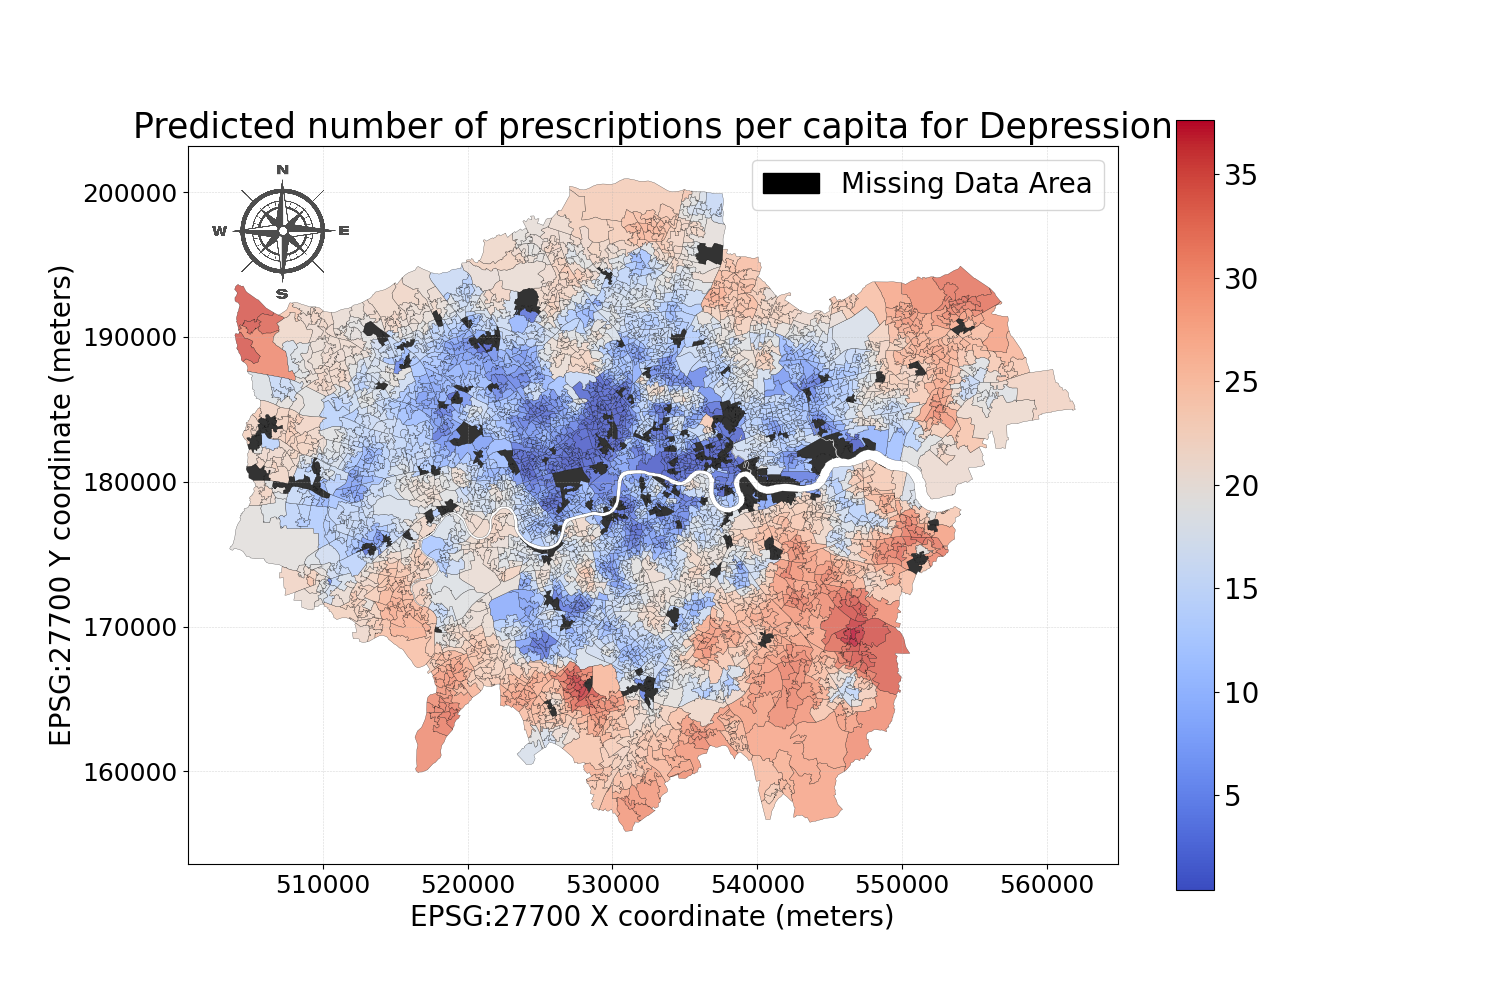 Predicted number of prescriptions per capita for Depression
N
W
E
S
Missing Data Area
200000
190000
180000
170000
160000
EPSG:27700 Y coordinate (meters)
510000 520000 530000 540000 550000 560000
EPSG:27700 X coordinate (meters)
35
30
25
20
15
10
5